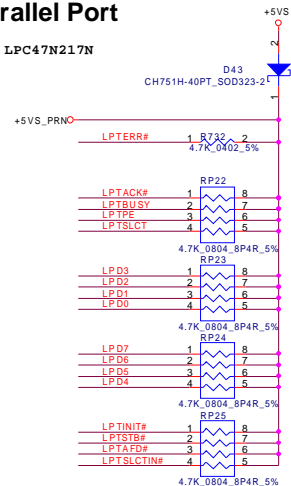 rallel Port
+5VS
LPC47N217N
2
D43
CH751H-40PT_SOD323-2
1
+5VS_PRN
LPTERR# 1 R732 2
4.7K_0402_5%
RP22
LPTACK# 1 8
LPTBUSY 2 7
LPTPE 3 6
LPTSLCT 4 5
4.7K_0804_8P4R_5%
RP23
LPD3 1 8
LPD2 2 7
LPD1 3 6
LPD0 4 5
4.7K_0804_8P4R_5%
RP24
LPD7 1 8
LPD6 2 7
LPD5 3 6
LPD4 4 5
4.7K_0804_8P4R_5%
RP25
LPTINIT# 1 8
LPTSTB# 2 7
LPTAFD# 3 6
LPTSLCTIN# 4 5
4.7K_0804_8P4R_5%